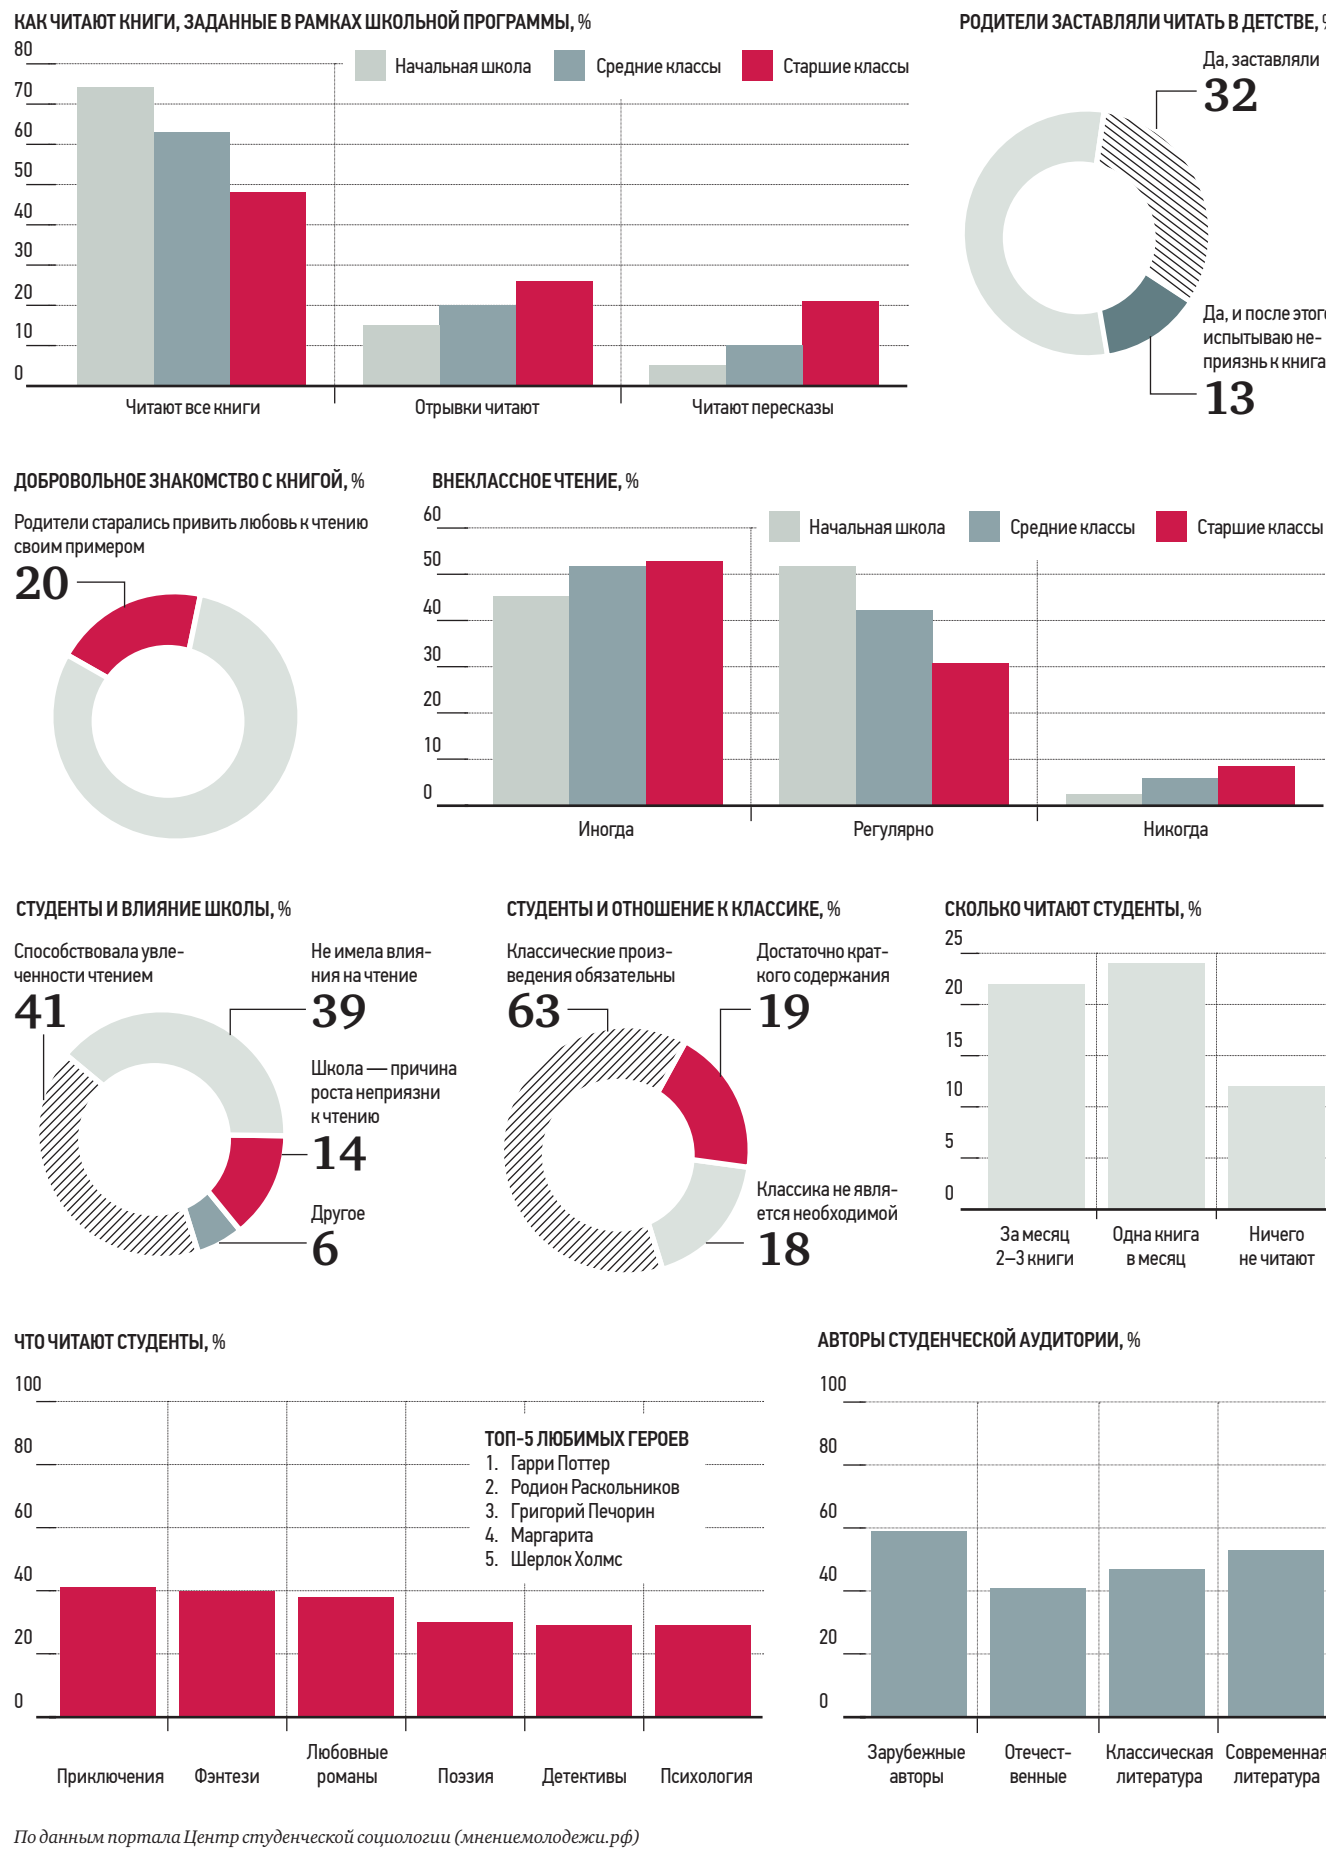 КАК ЧИТАЮТ КНИГИ, ЗАДАННЫЕ В РАМКАХ ШКОЛЬНОЙ ПРОГРАММЫ, %
80
70
60
50
40
30
20
10
0
Начальная школа
Средние классы
Старшие классы
Читают все книги
Отрывки читают
Читают пересказы
РОДИТЕЛИ ЗАСТАВЛЯЛИ ЧИТАТЬ В ДЕТСТВЕ, %
Да, заставляли
32
Да, и после этого
испытываю не-
приязнь к книга
13
ДОБРОВОЛЬНОЕ ЗНАКОМСТВО С КНИГОЙ, %
Родители старались привить любовь к чтению
своим примером
20
ВНЕКЛАССНОЕ ЧТЕНИЕ, %
60
50
40
30
20
10
0
Начальная школа
Средние классы
Старшие классы
Иногда
Регулярно
Никогда
СТУДЕНТЫ И ВЛИЯНИЕ ШКОЛЫ, %
Способствовала увле-
ченности чтением
41
Не имела влия-
ния на чтение
39
Школа — причина
роста неприязни
к чтению
14
Другое
6
СТУДЕНТЫ И ОТНОШЕНИЕ К КЛАССИКЕ, %
Классические произ-
ведения обязательны
63
Достаточно крат-
кого содержания
19
Классика не явля-
ется необходимой
18
СКОЛЬКО ЧИТАЮТ СТУДЕНТЫ, %
25
20
15
10
5
0
За месяц
2–3 книги
Одна книга
в месяц
Ничего
не читают
ЧТО ЧИТАЮТ СТУДЕНТЫ, %
100
80
60
40
20
0
ТОП-5 ЛЮБИМЫХ ГЕРОЕВ
1. Гарри Поттер
2. Родион Раскольников
3. Григорий Печорин
4. Маргарита
5. Шерлок Холмс
Приключения
Фэнтези
Любовные
романы
Поэзия
Детективы
Психология
АВТОРЫ СТУДЕНЧЕСКОЙ АУДИТОРИИ, %
100
80
60
40
20
0
Зарубежные
авторы
Отечест-
венные
Классическая
литература
Современная
литература
По данным портала Центр студенческой социологии (мнениемолодежи.рф)